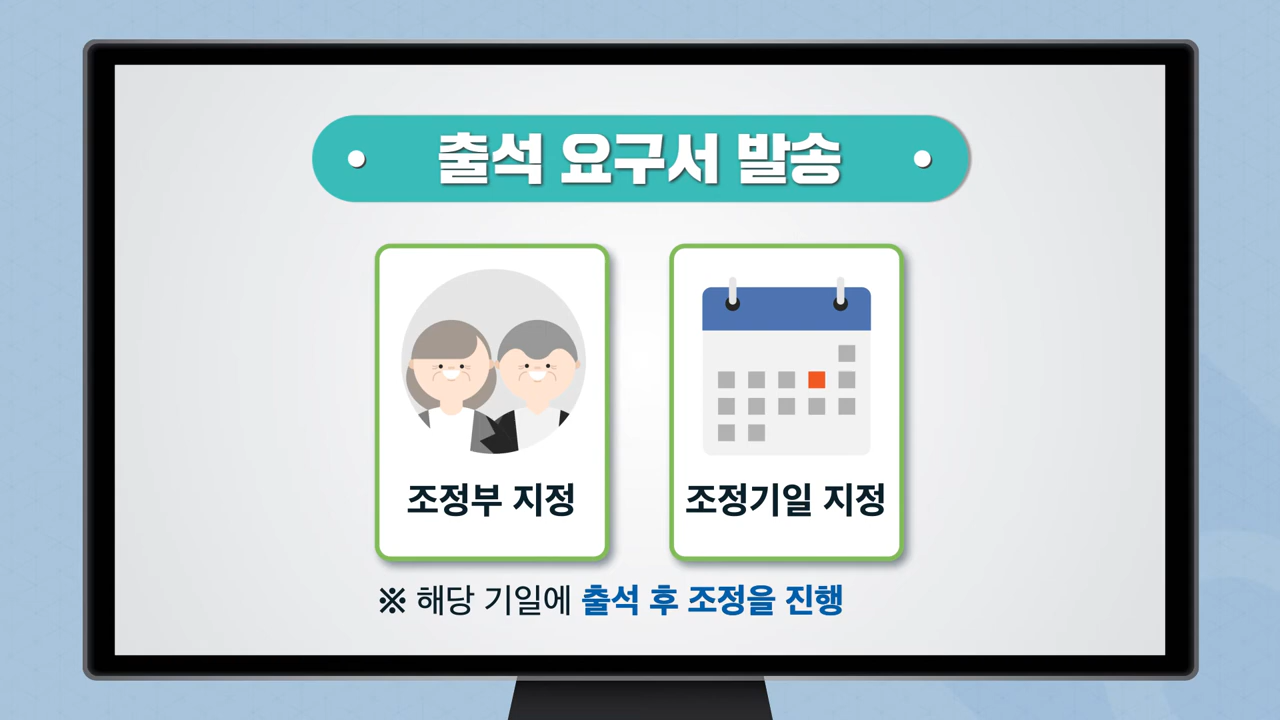 출석 요구서 발송
조정부 지정
조정기일 지정
※ 해당 기일에 출석 후 조정을 진행